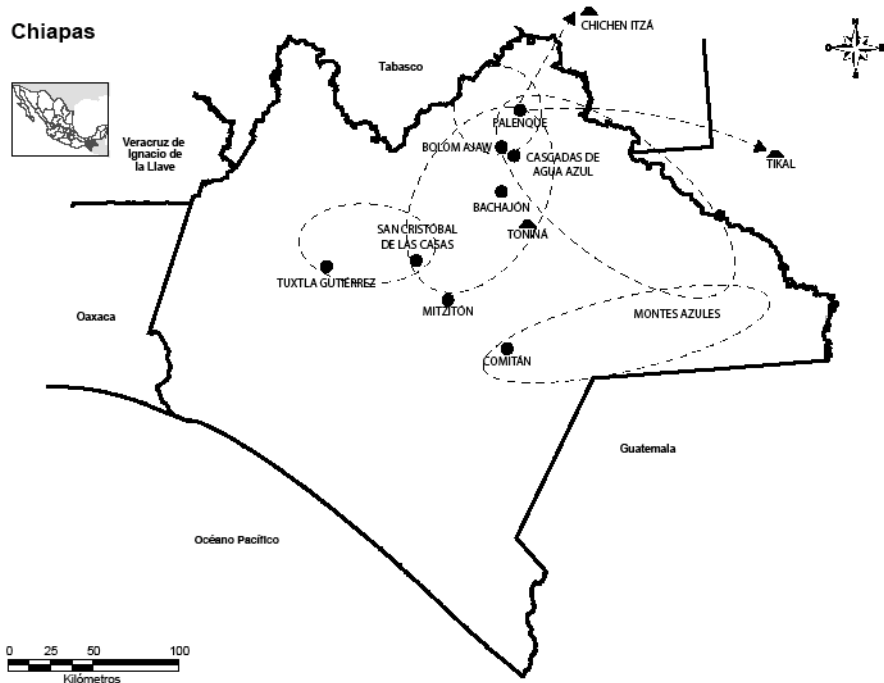 Chiapas
CHICHEN ITZÁ
Tabasco
Veracruz de
Ignacio de
la Llave
PALENQUE
BOLOM AJAW
CASCADAS DE
AGUA AZUL
TIKAL
BACHAJÓN
SAN CRISTÓBAL
DE LAS CASAS
TONINÁ
TUXTLA GUTIÉRREZ
MITZITÓN
MONTES AZULES
Oaxaca
COMITÁN
Guatemala
Océano Pacífico
0 25 50 100
Kilómetros